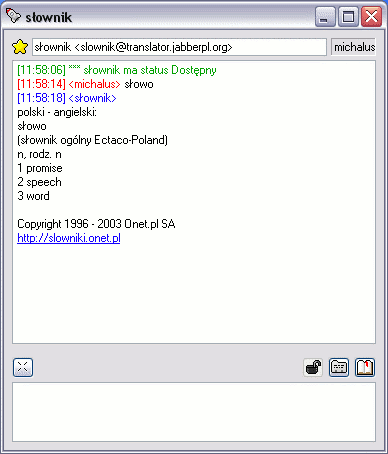 słownik
słownik <slownik@translator.jabberpl.org>
michalus
[11:58:06] *** słownik ma status Dostępny
[11:58:14] <michalus> słowo
[11:58:18] <słownik>
polski - angielski:
słowo
(słownik ogólny Ectaco-Poland)
n, rodz. n
1 promise
2 speech
3 word
Copyright 1996 - 2003 Onet.pl SA
http://slowniki.onet.pl